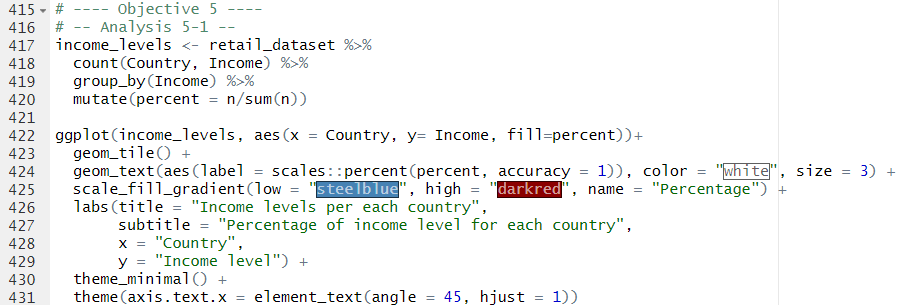 415 # ---- Objective 5 ----
416 # -- Analysis 5-1 --
417 income_levels <- retail_dataset %>%
418   count(Country, Income) %>%
419   group_by(Income) %>%
420   mutate(percent = n/sum(n))
421
422 ggplot(income_levels, aes(x = Country, y= Income, fill=percent))+
423   geom_tile() +
424   geom_text(aes(label = scales::percent(percent, accuracy = 1)), color = "white", size = 3) +
425   scale_fill_gradient(low = "steelblue", high = "darkred", name = "Percentage") +
426   labs(title = "Income levels per each country",
427        subtitle = "Percentage of income level for each country",
428        x = "Country",
429        y = "Income level") +
430   theme_minimal() +
431   theme(axis.text.x = element_text(angle = 45, hjust = 1))